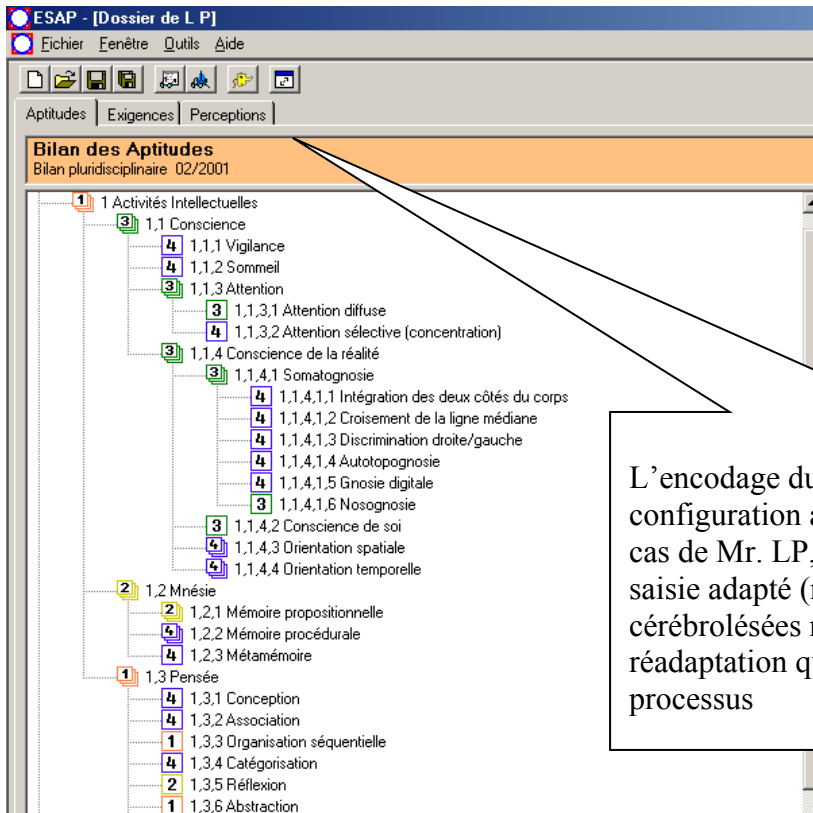 ESAP - [Dossier de L P]
Fichier Fenêtre Outils Aide
Aptitudes Exigences Perceptions
Bilan des Aptitudes
Bilan pluridisciplinaire 02/2001
1 1 Activités Intellectuelles
3 1,1 Conscience
4 1,1,1 Vigilance
4 1,1,2 Sommeil
3 1,1,3 Attention
3 1,1,3,1 Attention diffuse
4 1,1,3,2 Attention sélective (concentration)
3 1,1,4 Conscience de la réalité
3 1,1,4,1 Somatognosie
4 1,1,4,1,1 Intégration des deux côtés du corps
4 1,1,4,1,2 Croisement de la ligne médiane
4 1,1,4,1,3 Discrimination droite/gauche
4 1,1,4,1,4 Autotopognosie
4 1,1,4,1,5 Gnosie digitale
3 1,1,4,1,6 Nosognosie
3 1,1,4,2 Conscience de soi
4 1,1,4,3 Orientation spatiale
4 1,1,4,4 Orientation temporelle
2 1,2 Mnésie
2 1,2,1 Mémoire propositionnelle
4 1,2,2 Mémoire procédurale
4 1,2,3 Métamémoire
1 1,3 Pensée
4 1,3,1 Conception
4 1,3,2 Association
1 1,3,3 Organisation séquentielle
4 1,3,4 Catégorisation
2 1,3,5 Réflexion
1 1,3,6 Abstraction
L'encodage du
configuration
cas de Mr. LP,
saisie adapté
cérébrolésées
réadaptation
processus